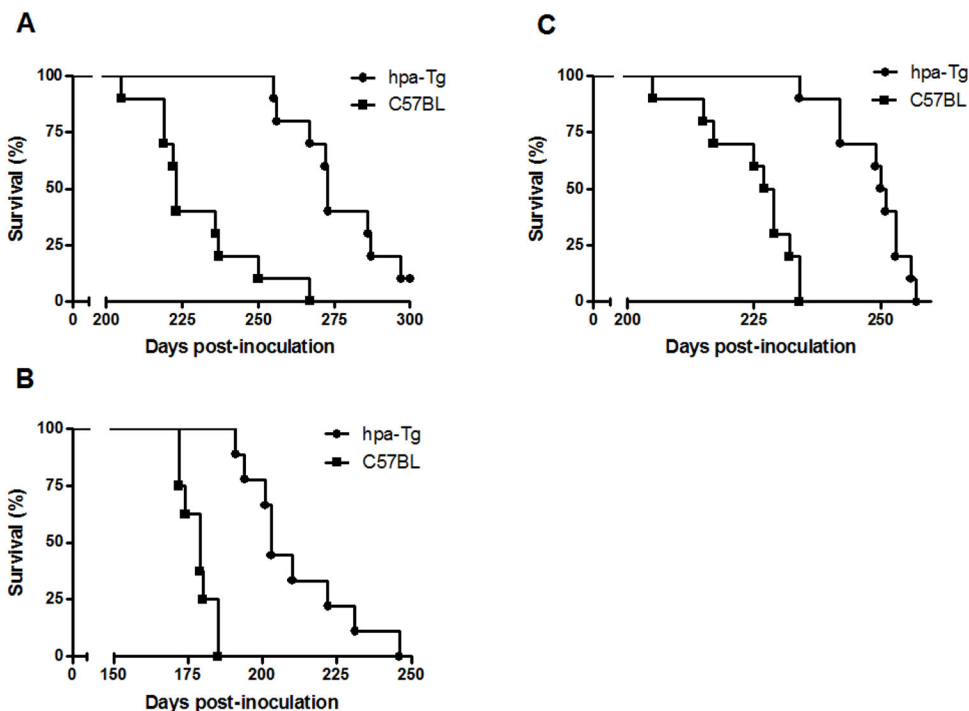 A
Survival (%)
100
75
50
25
0
hpa-Tg
C57BL
0 200 225 250 275 300
Days post-inoculation
C
Survival (%)
100
75
50
25
0
hpa-Tg
C57BL
0 200 225 250
Days post-inoculation
B
Survival (%)
100
75
50
25
0
hpa-Tg
C57BL
0 150 175 200 225 250
Days post-inoculation